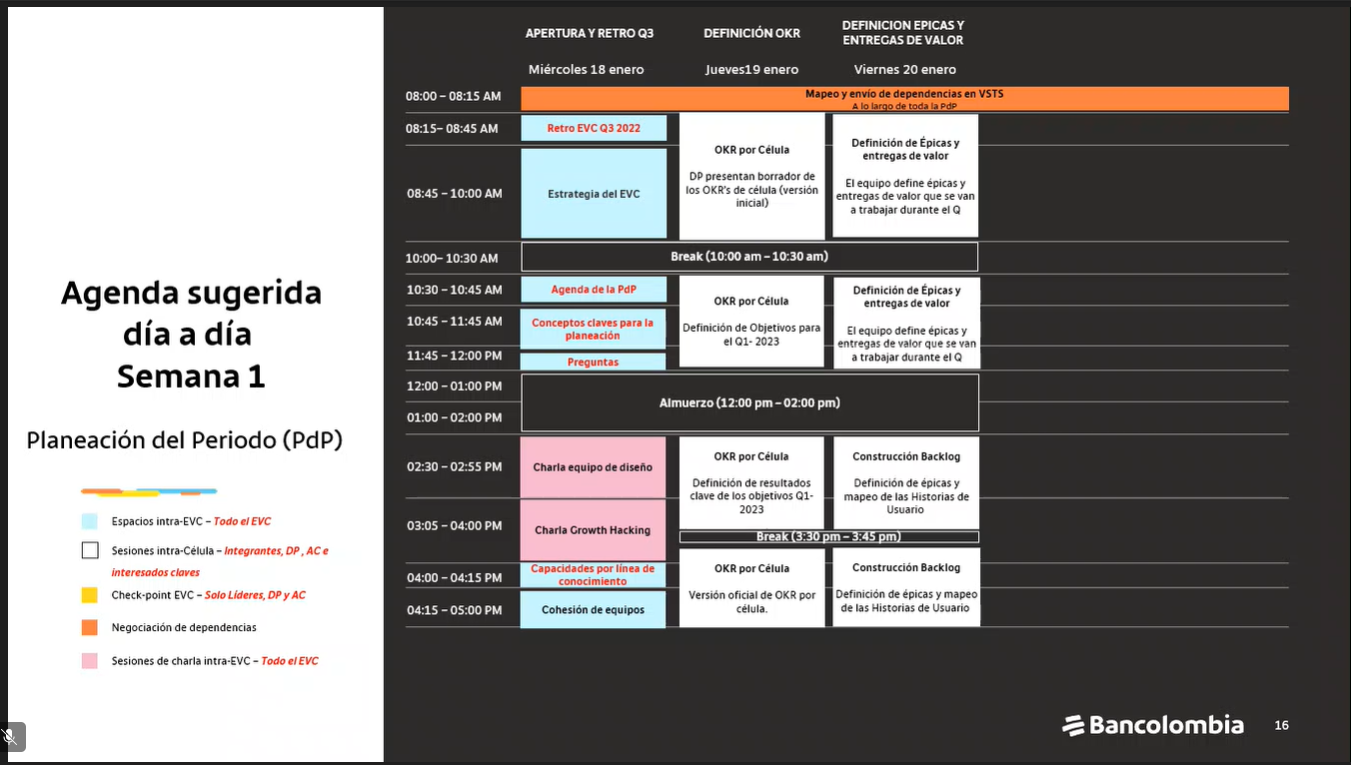 Agenda sugerida
día a día
Semana 1
Planeación del Periodo (PdP)
Espacios intra-EVC – Todo el EVC
Sesiones intra-Célula – Integrantes, DP , AC e
interesados claves
Check-point EVC – Solo Líderes, DP y AC
Negociación de dependencias
Sesiones de charla intra-EVC – Todo el EVC
APERTURA Y RETRO Q3
DEFINICIÓN OKR
DEFINICION EPICAS Y
ENTREGAS DE VALOR
Miércoles 18 enero
Jueves19 enero
Viernes 20 enero
08:00 – 08:15 AM
Mapeo y envío de dependencias en VSTS
A lo largo de toda la PdP
08:15– 08:45 AM
Retro EVC Q3 2022
08:45 – 10:00 AM
Estrategia del EVC
OKR por Célula
DP presentan borrador de
los OKR's de célula (versión
inicial)
Definición de Épicas y
entregas de valor
El equipo define épicas y
entregas de valor que se van
a trabajar durante el Q
10:00– 10:30 AM
Break (10:00 am – 10:30 am)
10:30 – 10:45 AM
Agenda de la PdP
10:45 – 11:45 AM
Conceptos claves para la
planeación
11:45 – 12:00 PM
Preguntas
OKR por Célula
Definición de Objetivos para
el Q1- 2023
Definición de Épicas y
entregas de valor
El equipo define épicas y
entregas de valor que se van
a trabajar durante el Q
12:00 – 01:00 PM
01:00 – 02:00 PM
Almuerzo (12:00 pm – 02:00 pm)
02:30 – 02:55 PM
Charla equipo de diseño
OKR por Célula
Definición de resultados
clave de los objetivos Q1-
2023
Construcción Backlog
Definición de épicas y
mapeo de las Historias de
Usuario
03:05 – 04:00 PM
Charla Growth Hacking
Break (3:30 pm – 3:45 pm)
04:00 – 04:15 PM
Capacidades por línea de
conocimiento
04:15 – 05:00 PM
Cohesión de equipos
OKR por Célula
Versión oficial de OKR por
célula.
Construcción Backlog
Definición de épicas y mapeo
de las Historias de Usuario
Bancolombia
16